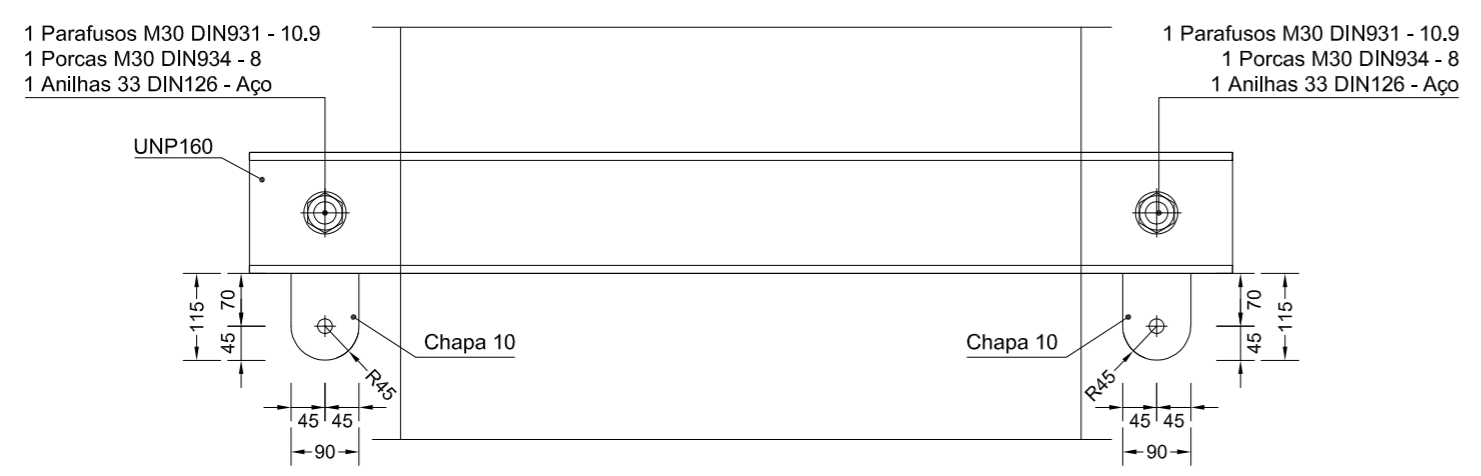 1 Parafusos M30 DIN931 - 10.9
1 Porcas M30 DIN934 - 8
1 Anilhas 33 DIN126 - Aço
1 Parafusos M30 DIN931 - 10.9
1 Porcas M30 DIN934 - 8
1 Anilhas 33 DIN126 - Aço
UNP160
115
70
45
Chapa 10
R45
45
45
90
Chapa 10
70
115
45
R45
45
45
90